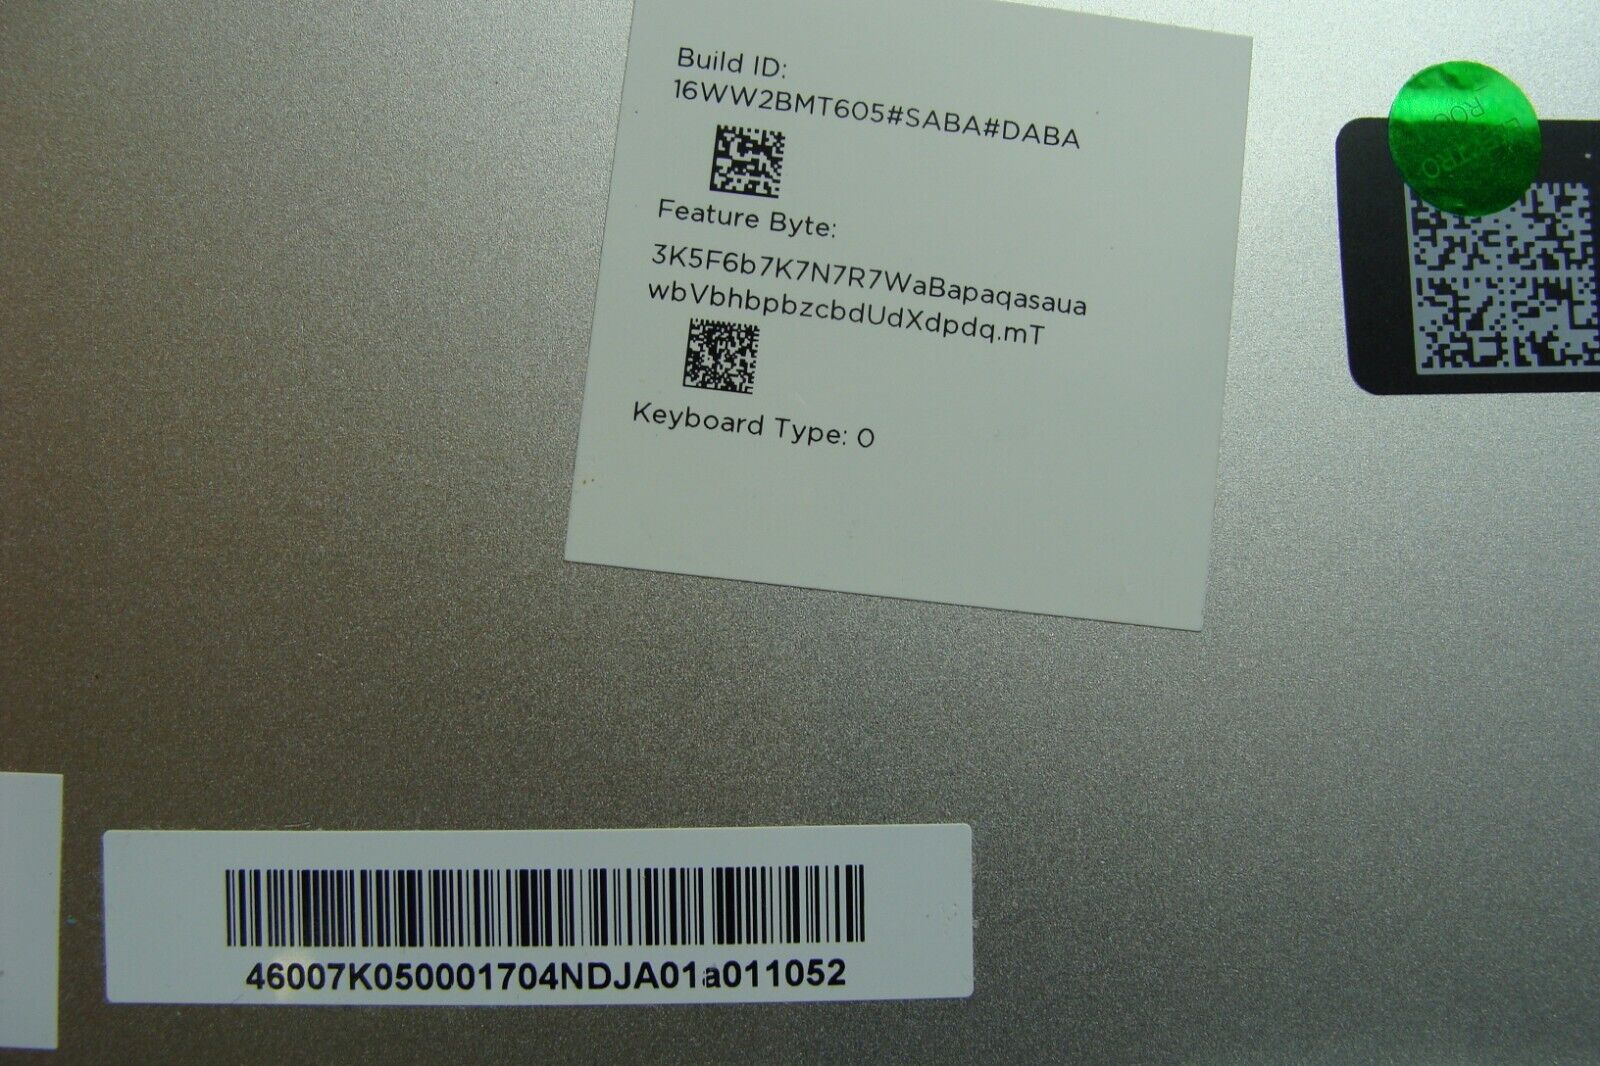 Build ID:
16WW2BMT605#SABA#DABA
Feature Byte:
3K5F6b7K7N7R7WaBapaqasaua
wbVbhbpbzcbdUdXdpdq.mT
Keyboard Type: 0
46007K050001704NDJA01a011052